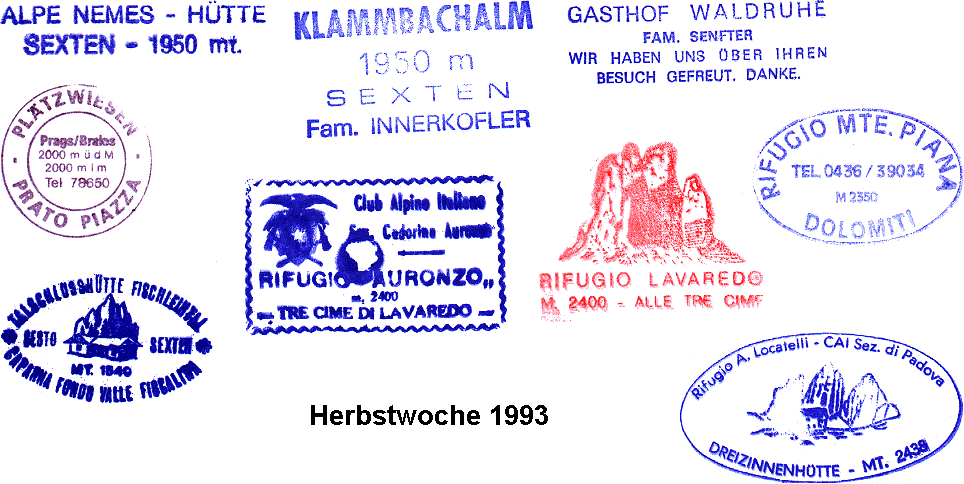 ALPE NEMES - HÜTTE
SEXTEN - 1950 mt.
KLAMMBACHALM
1950 m
SEXTEN
Fam. INNERKOFLER
GASTHOF WALDRUHE
FAM. SENFTER
WIR HABEN UNS ÜBER IHREN
BESUCH GEFREUT. DANKE.
PLÄTZWIESEN
Prags/Braies
2000 m ü d M
2000 m l m
Tel 78650
PRATO PIAZZA
Club Alpino Italiano
Sez. Cadorina Auronzo
RIFUGIO AURONZO„
m. 2400
TRE CIME DI LAVAREDO
RIFUGIO LAVAREDO
M. 2400 - ALLE TRE CIME
RIFUGIO MTE. PIANA
TEL. 0436 / 39034
M 2350
DOLOMITI
TALSCHLUSSHÜTTE FISCHLEINTAL
SESTO SEXTEN
MT. 1540
CAPANNA FONDO VALLE FISCALINA
Herbstwoche 1993
Rifugio A. Locatelli - CAI Sez. di Padova
DREIZINNENHÜTTE - MT. 2438